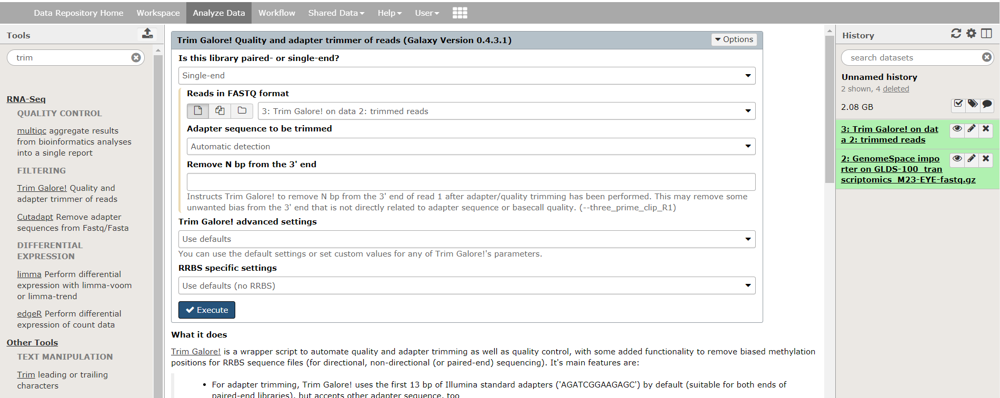 Data Repository Home Workspace Analyze Data Workflow Shared Data Help User
Tools
trim
RNA-Seq
QUALITY CONTROL
multiqc aggregate results
from bioinformatics analyses
into a single report
FILTERING
Trim Galore! Quality and
adapter trimmer of reads
Cutadapt Remove adapter
sequences from Fastq/Fasta
DIFFERENTIAL
EXPRESSION
limma Perform differential
expression with limma-voom
or limma-trend
edgeR Perform differential
expression of count data
Other Tools
TEXT MANIPULATION
Trim leading or trailing
characters
Trim Galore! Quality and adapter trimmer of reads (Galaxy Version 0.4.3.1)
Options
Is this library paired- or single-end?
Single-end
Reads in FASTQ format
3: Trim Galore! on data 2: trimmed reads
Adapter sequence to be trimmed
Automatic detection
Remove N bp from the 3' end
Instructs Trim Galore! to remove N bp from the 3' end of read 1 after adapter/quality trimming has been performed. This may remove some
unwanted bias from the 3' end that is not directly related to adapter sequence or basecall quality. (--three_prime_clip_R1)
Trim Galore! advanced settings
Use defaults
You can use the default settings or set custom values for any of Trim Galore!'s parameters.
RRBS specific settings
Use defaults (no RRBS)
Execute
What it does
Trim Galore! is a wrapper script to automate quality and adapter trimming as well as quality control, with some added functionality to remove biased methylation
positions for RRBS sequence files (for directional, non-directional (or paired-end) sequencing). It's main features are:
• For adapter trimming, Trim Galore! uses the first 13 bp of Illumina standard adapters ('AGATCGGAAGAGC') by default (suitable for both ends of
paired-end libraries), but accepts other adapter sequence, too
History
search datasets
Unnamed history
2 shown, 4 deleted
2.08 GB
3: Trim Galore! on dat
a 2: trimmed reads
2: GenomeSpace impo
rter on GLDS-100_tran
scriptomics_M23-EYE-fastq.gz